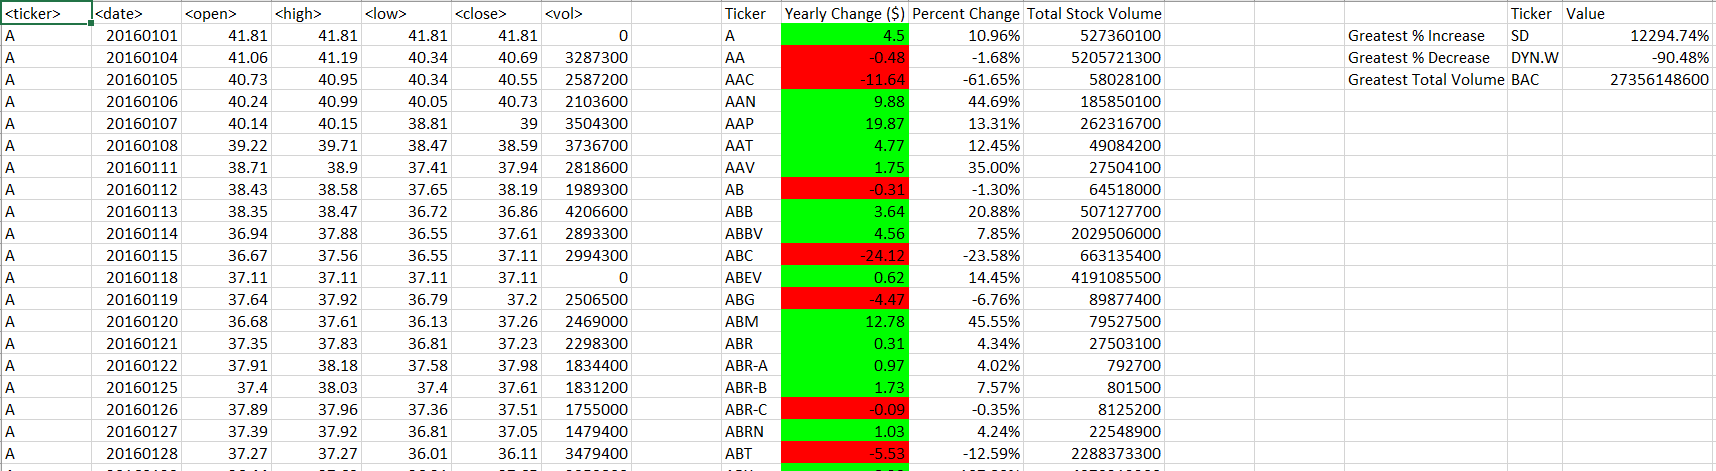 <ticker> <date> <open> <high> <low> <close> <vol> Ticker Yearly Change ($) Percent Change Total Stock Volume Ticker Value
A 20160101 41.81 41.81 41.81 41.81 0 A 4.5 10.96% 527360100 Greatest % Increase SD 12294.74%
A 20160104 41.06 41.19 40.34 40.69 3287300 AA -0.48 -1.68% 5205721300 Greatest % Decrease DYN.W -90.48%
A 20160105 40.73 40.95 40.34 40.55 2587200 AAC -11.64 -61.65% 58028100 Greatest Total Volume BAC 27356148600
A 20160106 40.24 40.99 40.05 40.73 2103600 AAN 9.88 44.69% 185850100
A 20160107 40.14 40.15 38.81 39 3504300 AAP 19.87 13.31% 262316700
A 20160108 39.22 39.71 38.47 38.59 3736700 AAT 4.77 12.45% 49084200
A 20160111 38.71 38.9 37.41 37.94 2818600 AAV 1.75 35.00% 27504100
A 20160112 38.43 38.58 37.65 38.19 1989300 AB -0.31 -1.30% 64518000
A 20160113 38.35 38.47 36.72 36.86 4206600 ABB 3.64 20.88% 507127700
A 20160114 36.94 37.88 36.55 37.61 2893300 ABBV 4.56 7.85% 2029506000
A 20160115 36.67 37.56 36.55 37.11 2994300 ABC -24.12 -23.58% 663135400
A 20160118 37.11 37.11 37.11 37.11 0 ABEV 0.62 14.45% 4191085500
A 20160119 37.64 37.92 36.79 37.2 2506500 ABG -4.47 -6.76% 89877400
A 20160120 36.68 37.61 36.13 37.26 2469000 ABM 12.78 45.55% 79527500
A 20160121 37.35 37.83 36.81 37.23 2298300 ABR 0.31 4.34% 27503100
A 20160122 37.91 38.18 37.58 37.98 1834400 ABR-A 0.97 4.02% 792700
A 20160125 37.4 38.03 37.4 37.61 1831200 ABR-B 1.73 7.57% 801500
A 20160126 37.89 37.96 37.36 37.51 1755000 ABR-C -0.09 -0.35% 8125200
A 20160127 37.39 37.92 36.81 37.05 1479400 ABRN 1.03 4.24% 22548900
A 20160128 37.27 37.27 36.01 36.11 3479400 ABT -5.53 -12.59% 2288373300